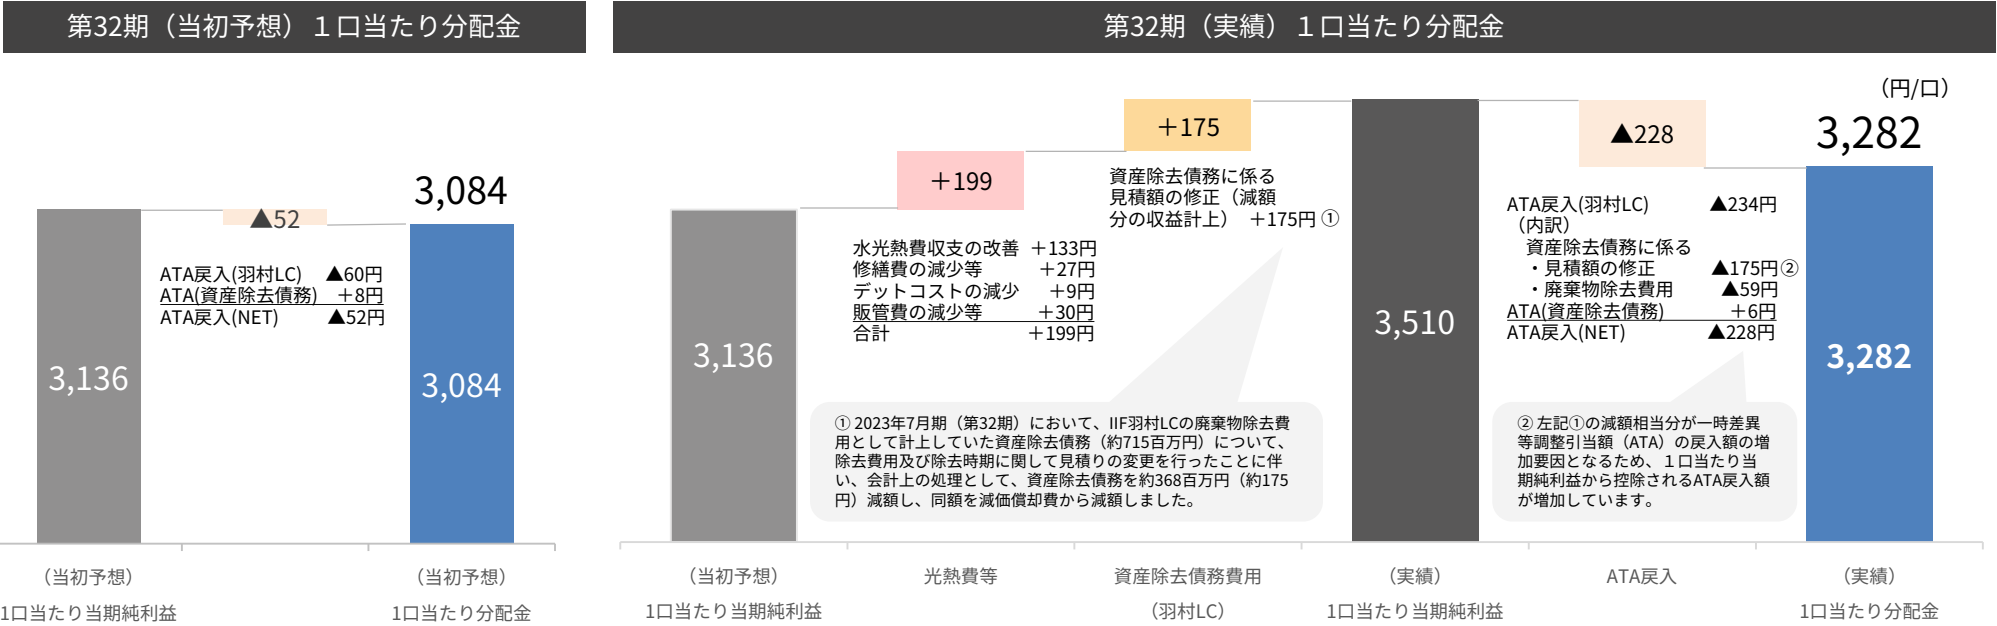 第32期（当初予想）１口当たり分配金
3,136
▲52
3,084
3,084
ATA戻入(羽村LC) ▲60円
ATA(資産除去債務) ＋8円
ATA戻入(NET) ▲52円
（当初予想）
1口当たり当期純利益
（当初予想）
1口当たり分配金
第32期（実績）１口当たり分配金
（円/口）
3,136
＋199
水光熱費収支の改善 ＋133円
修繕費の減少等 ＋27円
デットコストの減少 ＋9円
販管費の減少等 ＋30円
合計 ＋199円
＋175
資産除去債務に係る
見積額の修正（減額
分の収益計上） ＋175円 ①
3,510
▲228
ATA戻入(羽村LC) ▲234円
（内訳）
資産除去債務に係る
・見積額の修正 ▲175円②
・廃棄物除去費用 ▲59円
ATA(資産除去債務) ＋6円
ATA戻入(NET) ▲228円
3,282
3,282
① 2023年7月期（第32期）において、IIF羽村LCの廃棄物除去費
用として計上していた資産除去債務（約715百万円）について、
除去費用及び除去時期に関して見積りの変更を行ったことに伴
い、会計上の処理として、資産除去債務を約368百万円（約175
円）減額し、同額を減価償却費から減額しました。
② 左記①の減額相当分が一時差異
等調整引当額（ATA）の戻入額の増
加要因となるため、１口当たり当
期純利益から控除されるATA戻入額
が増加しています。
（当初予想）
1口当たり当期純利益
光熱費等
資産除去債務費用
（羽村LC）
（実績）
1口当たり当期純利益
ATA戻入
（実績）
1口当たり分配金